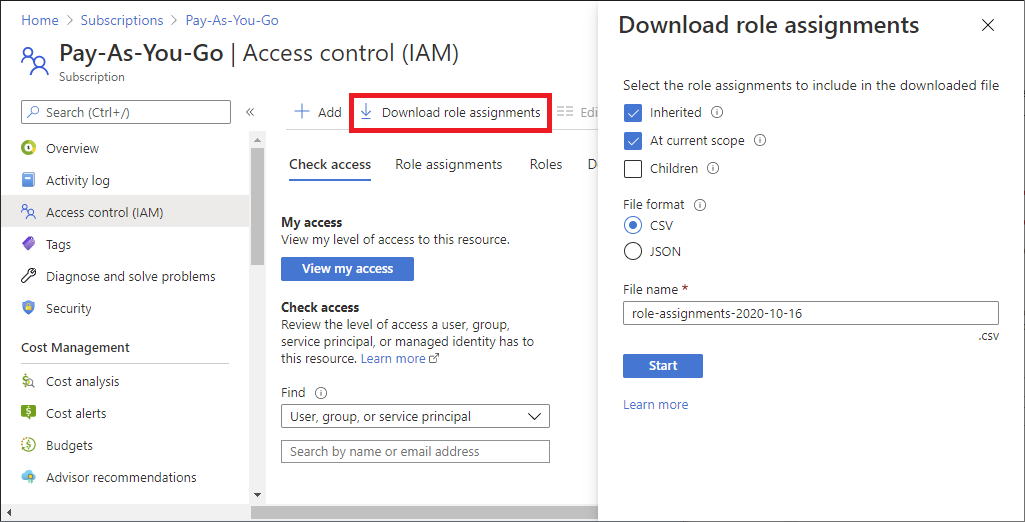 Home > Subscriptions > Pay-As-You-Go
Pay-As-You-Go | Access control (IAM)
Subscription
Search (Ctrl+/)
«
Overview
Activity log
Access control (IAM)
Tags
Diagnose and solve problems
Security
Cost Management
Cost analysis
Cost alerts
Budgets
Advisor recommendations
+ Add
Download role assignments
Edi
Check access
Role assignments
Roles
D
My access
View my level of access to this resource.
View my access
Check access
Review the level of access a user, group,
service principal, or managed identity has to
this resource. Learn more
Find
User, group, or service principal
Search by name or email address
Download role assignments
Select the role assignments to include in the downloaded file
Inherited
At current scope
Children
File format
CSV
JSON
File name *
role-assignments-2020-10-16
.csv
Start
Learn more